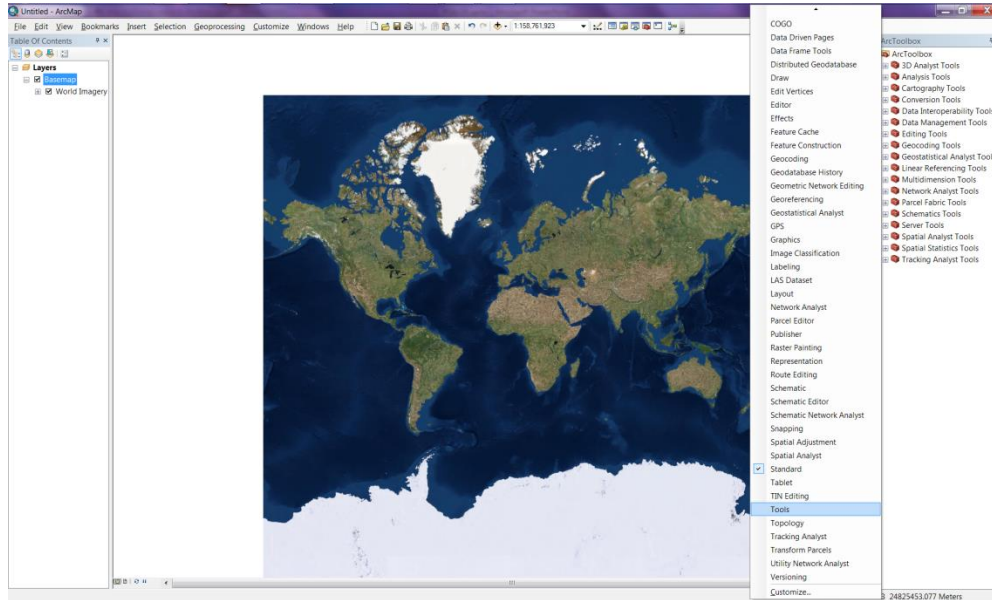 Untitled - ArcMap
File Edit View Bookmarks Insert Selection Geoprocessing Customize Windows Help
1:158,761,923
Table Of Contents
Layers
Basemap
World Imagery
COGO
Data Driven Pages
Data Frame Tools
Distributed Geodatabase
Draw
Edit Vertices
Editor
Effects
Feature Cache
Feature Construction
Geocoding
Geodatabase History
Geometric Network Editing
Georeferencing
Geostatistical Analyst
GPS
Graphics
Image Classification
Labeling
LAS Dataset
Layout
Network Analyst
Parcel Editor
Publisher
Raster Painting
Representation
Route Editing
Schematic
Schematic Editor
Schematic Network Analyst
Snapping
Spatial Adjustment
Spatial Analyst
Standard
Tablet
TIN Editing
Tools
Topology
Tracking Analyst
Transform Parcels
Utility Network Analyst
Versioning
Customize...
ArcToolbox
ArcToolbox
3D Analyst Tools
Analysis Tools
Cartography Tools
Conversion Tools
Data Interoperability Tools
Data Management Tools
Editing Tools
Geocoding Tools
Geostatistical Analyst Tool
Linear Referencing Tools
Multidimension Tools
Network Analyst Tools
Parcel Fabric Tools
Schematics Tools
Server Tools
Spatial Analyst Tools
Spatial Statistics Tools
Tracking Analyst Tools
24825453.077 Meters